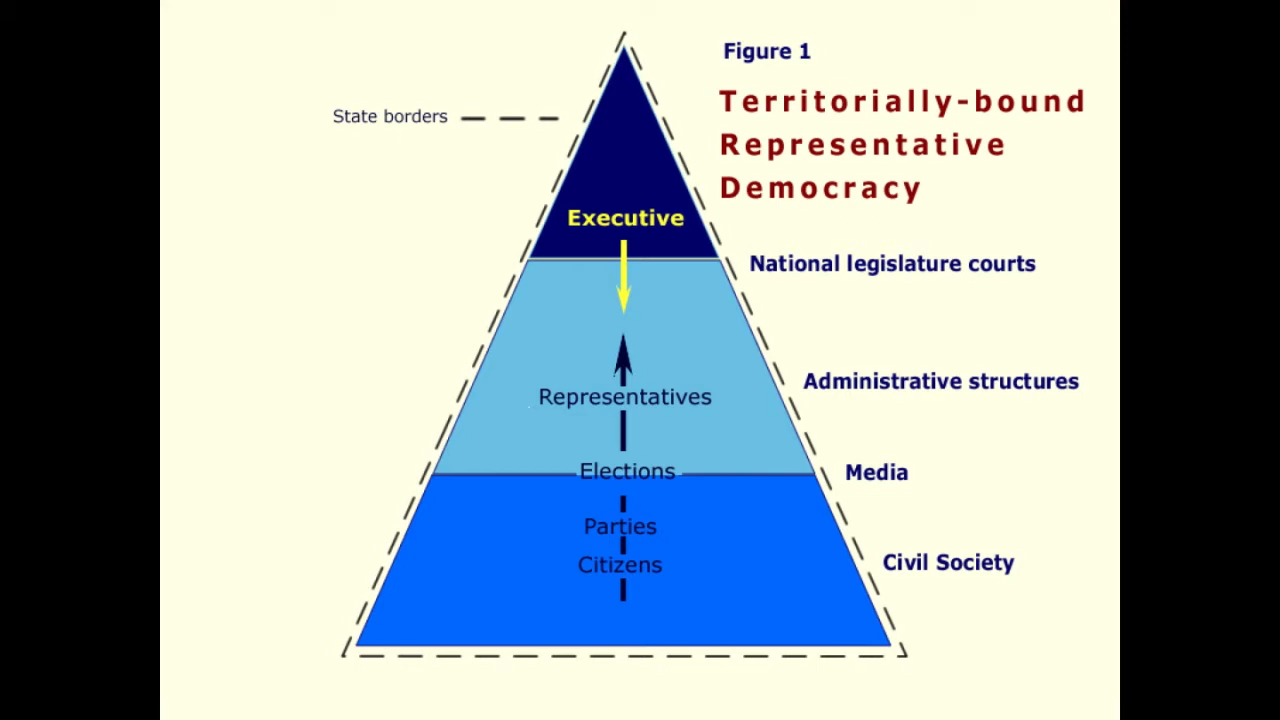 Figure 1
Territorially-bound
Representative
Democracy
State borders
Executive
National legislature courts
Administrative structures
Representatives
Elections
Media
Parties
Citizens
Civil Society